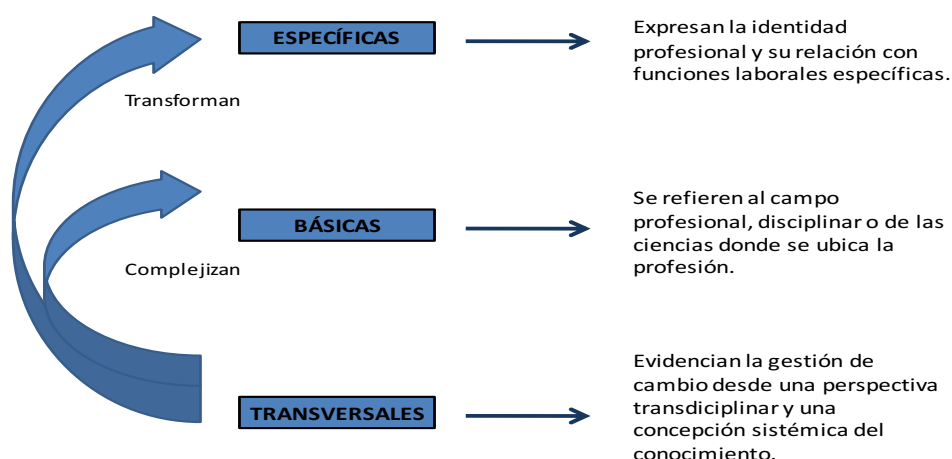 ESPECÍFICAS
Expresan la identidad
profesional y su relación con
funciones laborales específicas.
Transforman
BÁSICAS
Se refieren al campo
profesional, disciplinar o de las
ciencias donde se ubica la
profesión.
Complejizan
TRANSVERSALES
Evidencian la gestión de
cambio desde una perspectiva
transdiciplinar y una
concepción sistémica del
conocimiento.